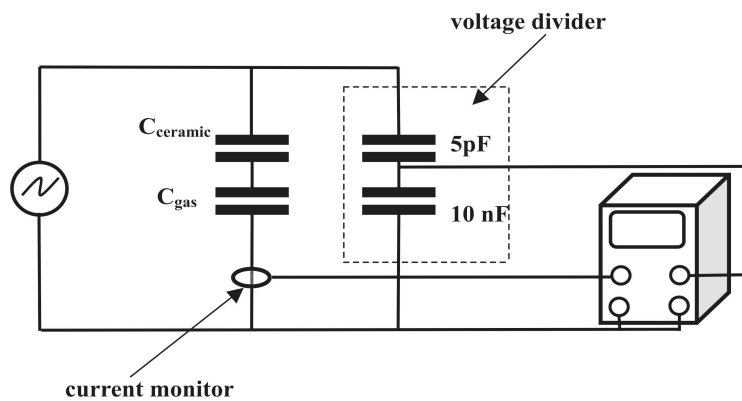 voltage divider
Cceramic
5pF
Cgas
10 nF
current monitor